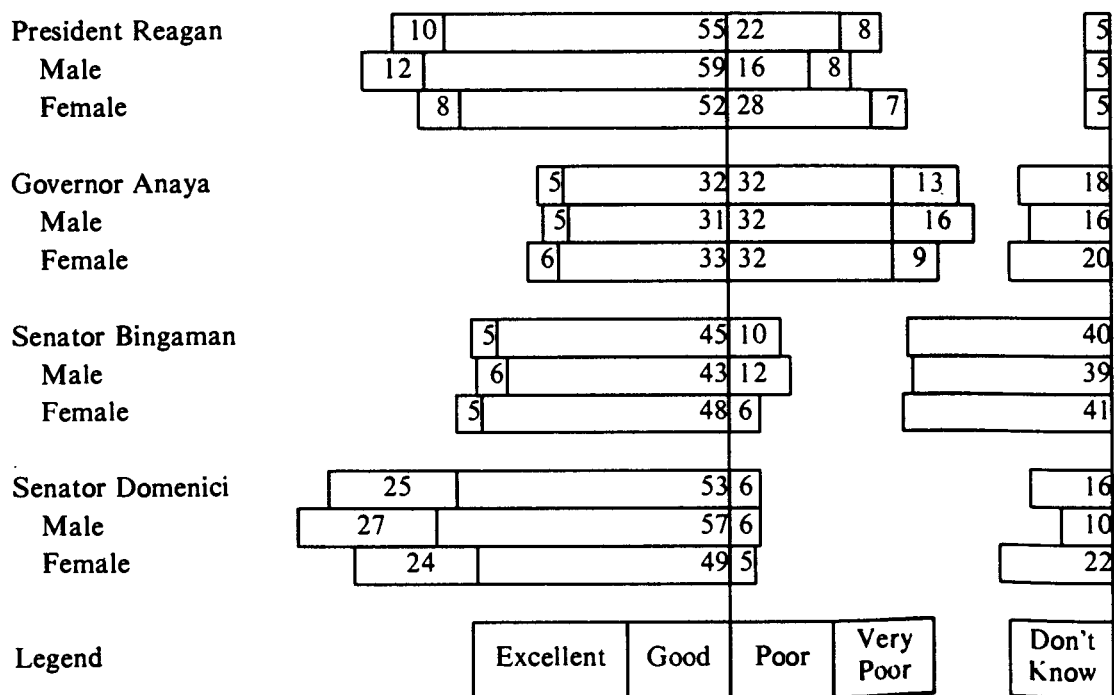 President Reagan 10 55 22 8 5
Male 12 59 16 8 5
Female 8 52 28 7 5
Governor Anaya 5 32 32 13 18
Male 5 31 32 16 16
Female 6 33 32 9 20
Senator Bingaman 5 45 10 40
Male 6 43 12 39
Female 5 48 6 41
Senator Domenici 25 53 6 16
Male 27 57 6 10
Female 24 49 5 22
Legend Excellent Good Poor Very Poor Don't Know